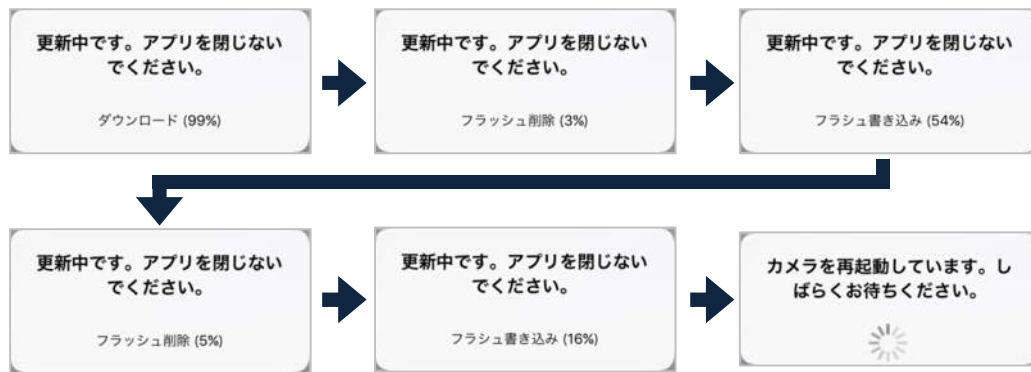 更新中です。アプリを閉じない
でください。
ダウンロード (99%)
更新中です。アプリを閉じない
でください。
フラッシュ削除 (3%)
更新中です。アプリを閉じない
でください。
フラシュ書き込み (54%)
更新中です。アプリを閉じない
でください。
フラッシュ削除 (5%)
更新中です。アプリを閉じない
でください。
フラシュ書き込み (16%)
カメラを再起動しています。し
ばらくお待ちください。